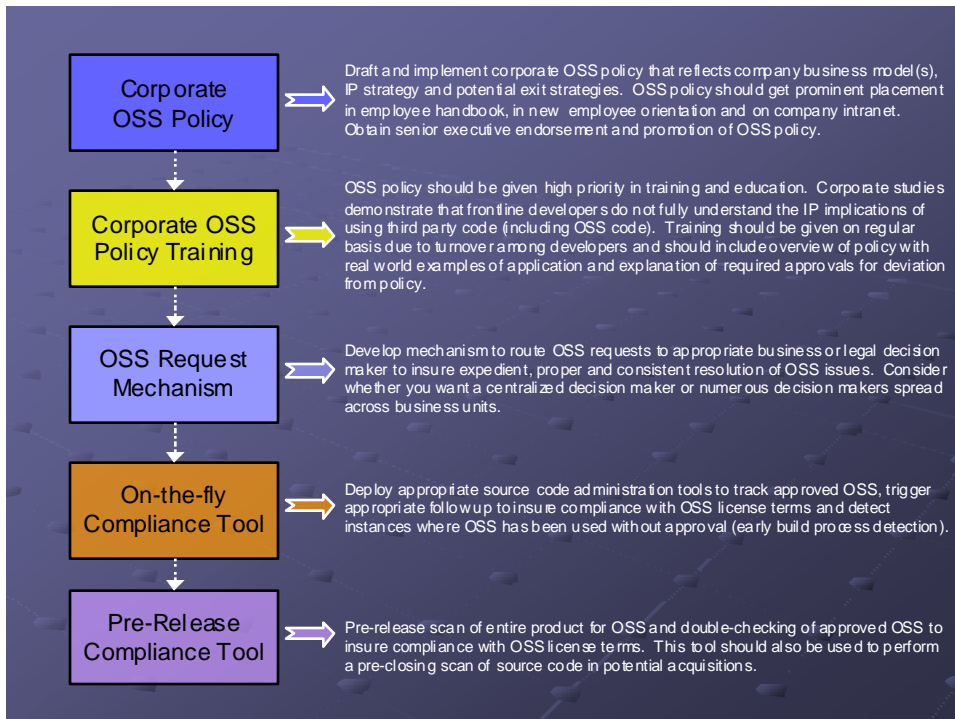 Corporate
OSS Policy
Draft and implement corporate OSS policy that reflects company business model(s),
IP strategy and potential exit strategies. OSS policy should get prominent placement
in employee handbook, in new employee orientation and on company intranet.
Obtain senior executive endorsement and promotion of OSS policy.
Corporate OSS
Policy Training
OSS policy should be given high priority in training and education. Corporate studies
demonstrate that frontline developers do not fully understand the IP implications of
using third party code (including OSS code). Training should be given on regular
basis due to turnover among developers and should include overview of policy with
real world examples of application and explanation of required approvals for deviation
from policy.
OSS Request
Mechanism
Develop mechanism to route OSS requests to appropriate business or legal decision
maker to insure expedient, proper and consistent resolution of OSS issues. Consider
whether you want a centralized decision maker or numerous decision makers spread
across business units.
On-the-fly
Compliance Tool
Deploy appropriate source code administration tools to track approved OSS, trigger
appropriate follow up to insure compliance with OSS license terms and detect
instances where OSS has been used without approval (early build process detection).
Pre-Release
Compliance Tool
Pre-release scan of entire product for OSS and double-checking of approved OSS to
insure compliance with OSS license terms. This tool should also be used to perform
a pre-closing scan of source code in potential acquisitions.